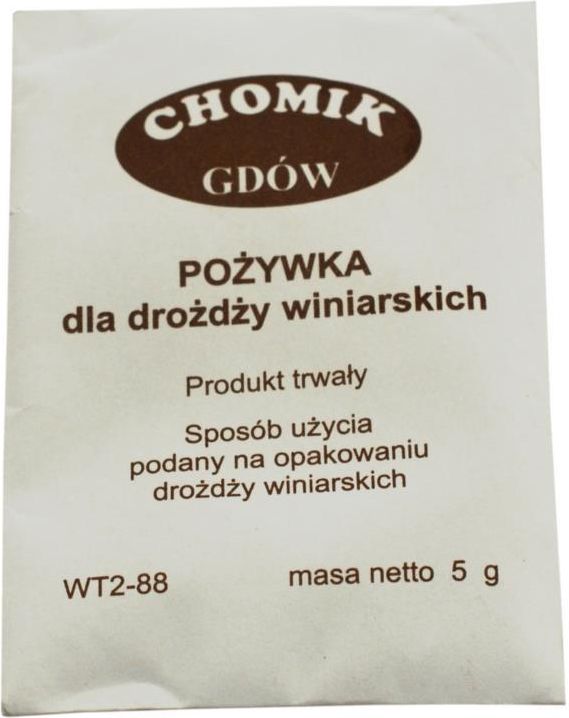 CHOMIK
GDÓW
POŻYWKA
dla drożdży winiarskich
Produkt trwały
Sposób użycia
podany na opakowaniu
drożdży winiarskich
WT2-88 masa netto 5 g